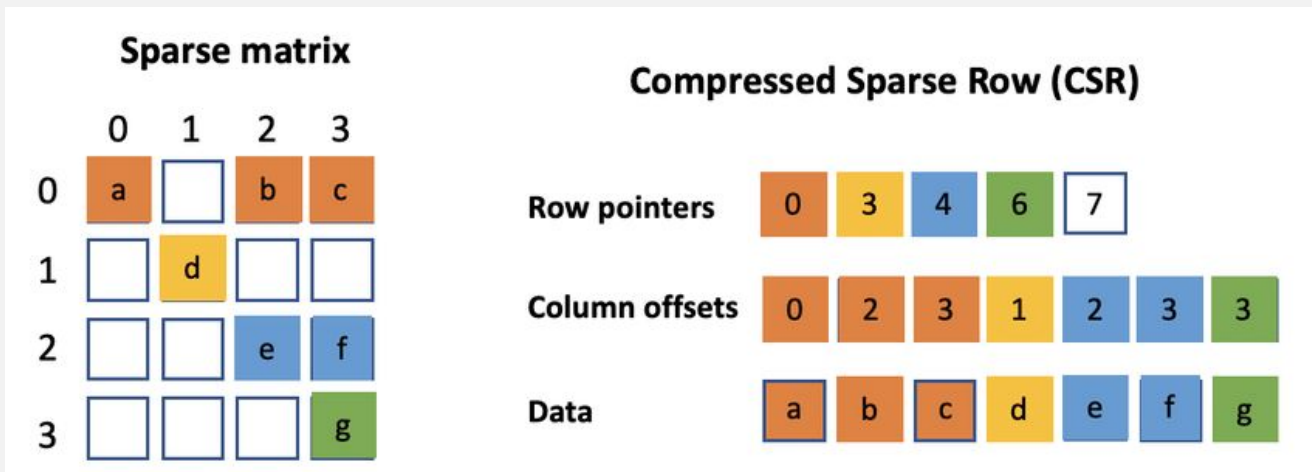 Sparse matrix
0 1 2 3
0 a b c
1 d
2 e f
3 g
Compressed Sparse Row (CSR)
Row pointers 0 3 4 6 7
Column offsets 0 2 3 1 2 3 3
Data a b c d e f g